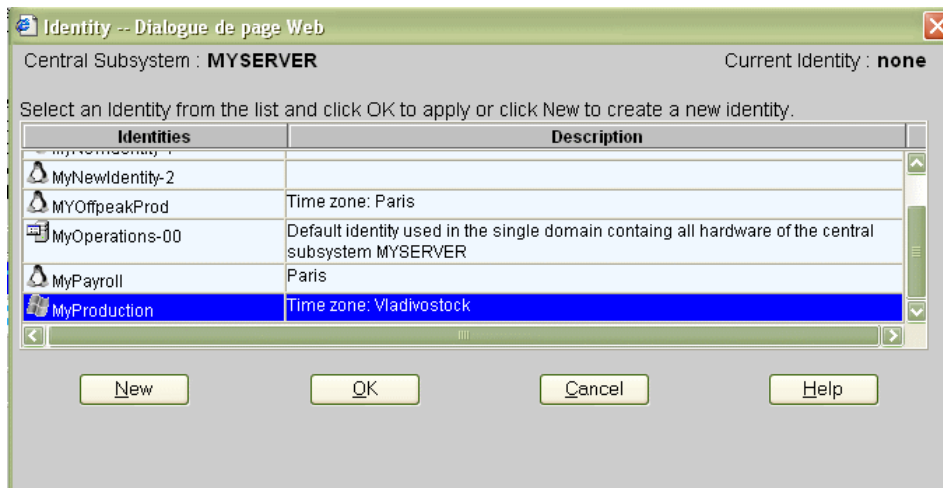 Identity -- Dialogue de page Web
Central Subsystem : MYSERVER
Current Identity : none
Select an Identity from the list and click OK to apply or click New to create a new identity.
Identities
Description
MyNewIdentity-2
MYOffpeakProd
Time zone: Paris
MyOperations-00
Default identity used in the single domain containg all hardware of the central
subsystem MYSERVER
MyPayroll
Paris
MyProduction
Time zone: Vladivostock
New
OK
Cancel
Help